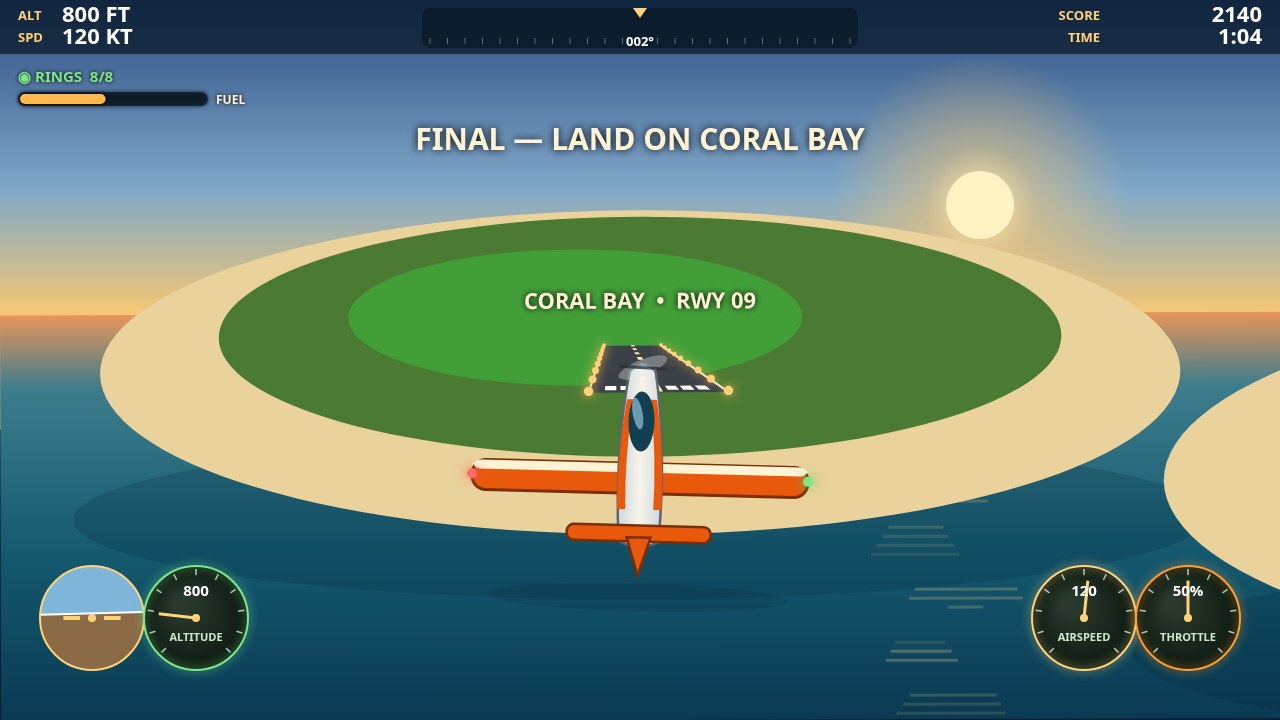 ALT 800 FT
SPD 120 KT
002°
SCORE 2140
TIME 1:04
◉ RINGS 8/8
FUEL
FINAL — LAND ON CORAL BAY
CORAL BAY • RWY 09
800
ALTITUDE
120
AIRSPEED
50%
THROTTLE